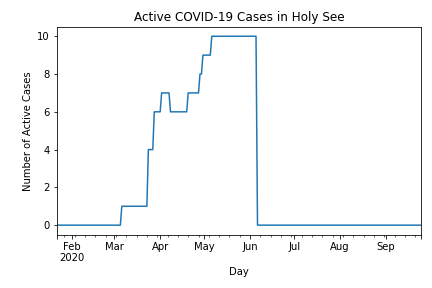 Active COVID-19 Cases in Holy See
10
8
6
4
2
0
Number of Active Cases
Feb Mar Apr May Jun Jul Aug Sep
2020
Day